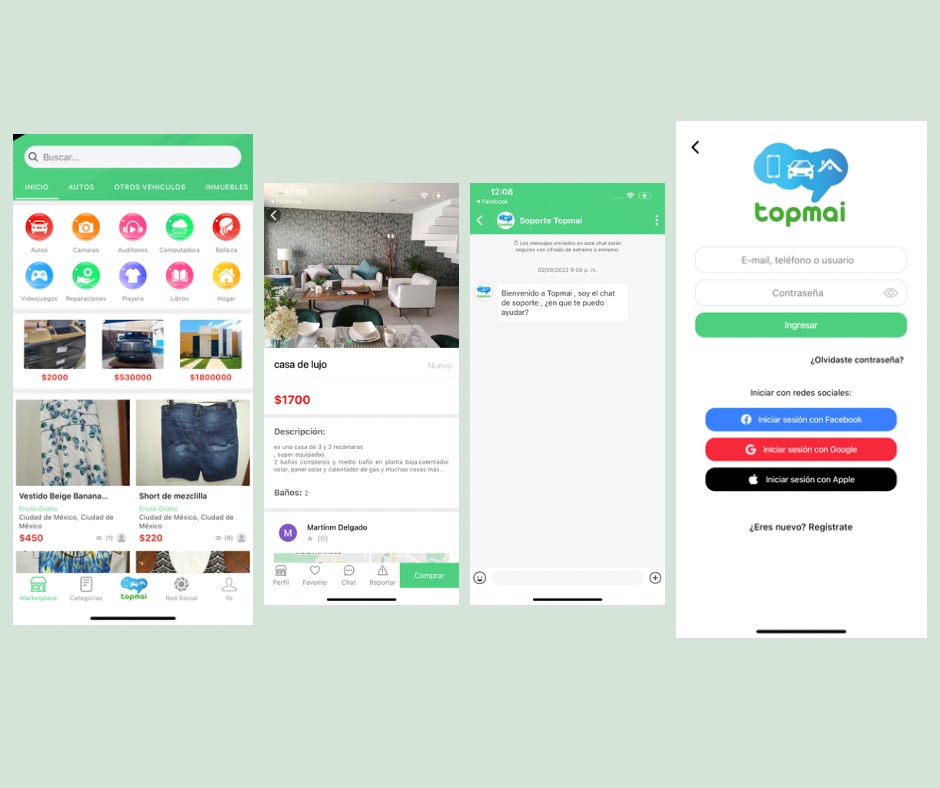 Buscar...
INICIO AUTOS OTROS VEHICULOS INMUEBLES
Autos Camaras Audifonos Computadora Belleza
Videojuegos Reparaciones Playera Libros Hogar
$2000 $530000 $1800000
Vestido Beige Banana...
Envío Gratis
Ciudad de México, Ciudad de
México
$450 (1)
Short de mezclilla
Envío Gratis
Ciudad de México, Ciudad de
México
$220 (8)
Marketplace Categorías topmai Red Social Yo
12:08
Facebook
casa de lujo Nuevo
$1700
Descripción:
es una casa de 3 y 2 recámaras
, super equipadas
2 baños completos y medio baño en planta baja,calentador
solar, panel solar y calentador de gas y muchas cosas más .
Baños: 2
M Martinm Delgado
(0)
Perfil Favorito Chat Reportar Comprar
12:08
Facebook
Soporte Topmai
Los mensajes enviados en este chat están
seguros con cifrado de extremo a extremo.
02/06/2022 9:68 p. m.
Bienvenido a Topmai , soy el chat
de soporte , ¿en que te puedo
ayudar?
topmai
E-mail, teléfono o usuario
Contraseña
Ingresar
¿Olvidaste contraseña?
Iniciar con redes sociales:
Iniciar sesión con Facebook
Iniciar sesión con Google
Iniciar sesión con Apple
¿Eres nuevo? Regístrate